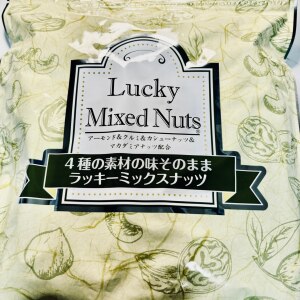 Lucky
Mixed Nuts
アーモンド&クルミ&カシューナッツ&
マカダミアナッツ配合
4種の素材の味そのまま
ラッキーミックスナッツ